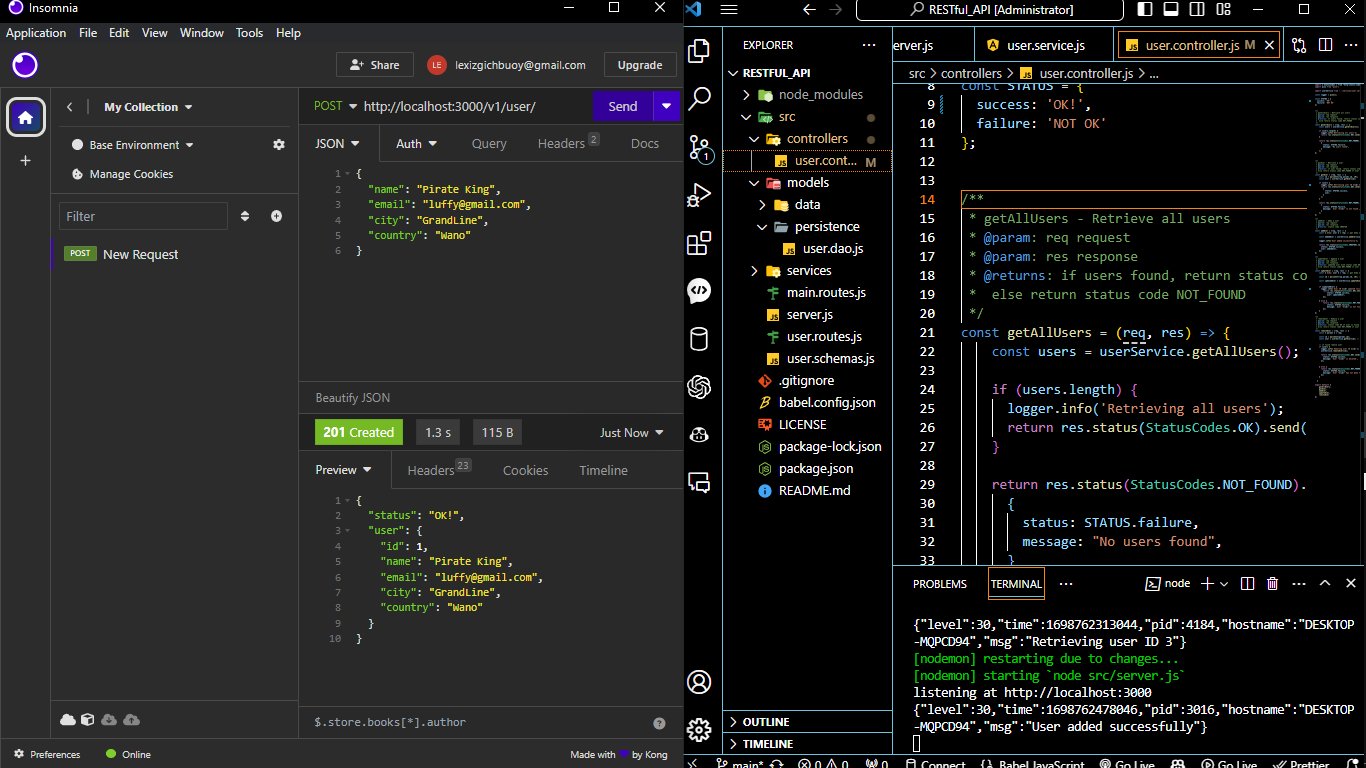 Insomnia
Application File Edit View Window Tools Help
Share
LE
lexizgichbuoy@gmail.com
Upgrade
My Collection
Base Environment
Manage Cookies
Filter
POST New Request
Preferences
Online
POST http://localhost:3000/v1/user/ Send
JSON Auth Query Headers 2 Docs
1 {
2 "name": "Pirate King",
3 "email": "luffy@gmail.com",
4 "city": "GrandLine",
5 "country": "Wano"
6 }
Beautify JSON
201 Created 1.3 s 115 B Just Now
Preview Headers 23 Cookies Timeline
1 {
2 "status": "OK!",
3 "user": {
4 "id": 1,
5 "name": "Pirate King",
6 "email": "luffy@gmail.com",
7 "city": "GrandLine",
8 "country": "Wano"
9 }
10 }
$.store.books[*].author
Made with by Kong
RESTful_API [Administrator]
EXPLORER
RESTFUL_API
node_modules
src
controllers
JS user.cont... M
models
data
persistence
JS user.dao.js
services
main.routes.js
JS server.js
user.routes.js
JS user.schemas.js
.gitignore
babel.config.json
LICENSE
package-lock.json
package.json
README.md
OUTLINE
TIMELINE
1
erver.js
user.service.js
JS user.controller.js M
src > controllers > JS user.controller.js > ...
8 const STATUS = {
9 success: 'OK!',
10 failure: 'NOT OK'
11 };
12
13
14 /**
15 * getAllUsers - Retrieve all users
16 * @param: req request
17 * @param: res response
18 * @returns: if users found, return status co
19 * else return status code NOT_FOUND
20 */
21 const getAllUsers = (req, res) => {
22 const users = userService.getAllUsers();
23
24 if (users.length) {
25 logger.info('Retrieving all users');
26 return res.status(StatusCodes.OK).send(
27 }
28
29 return res.status(StatusCodes.NOT_FOUND).
30 {
31 status: STATUS.failure,
32 message: "No users found",
33 }
PROBLEMS TERMINAL ... node
{"level":30,"time":1698762313044,"pid":4184,"hostname":"DESKTOP
-MQPCD94","msg":"Retrieving user ID 3"}
[nodemon] restarting due to changes...
[nodemon] starting `node src/server.js`
listening at http://localhost:3000
{"level":30,"time":1698762478046,"pid":3016,"hostname":"DESKTOP
-MQPCD94","msg":"User added successfully"}
main* 0 0 0 Connect {} Babel JavaScript Go Live Go Live Prettier